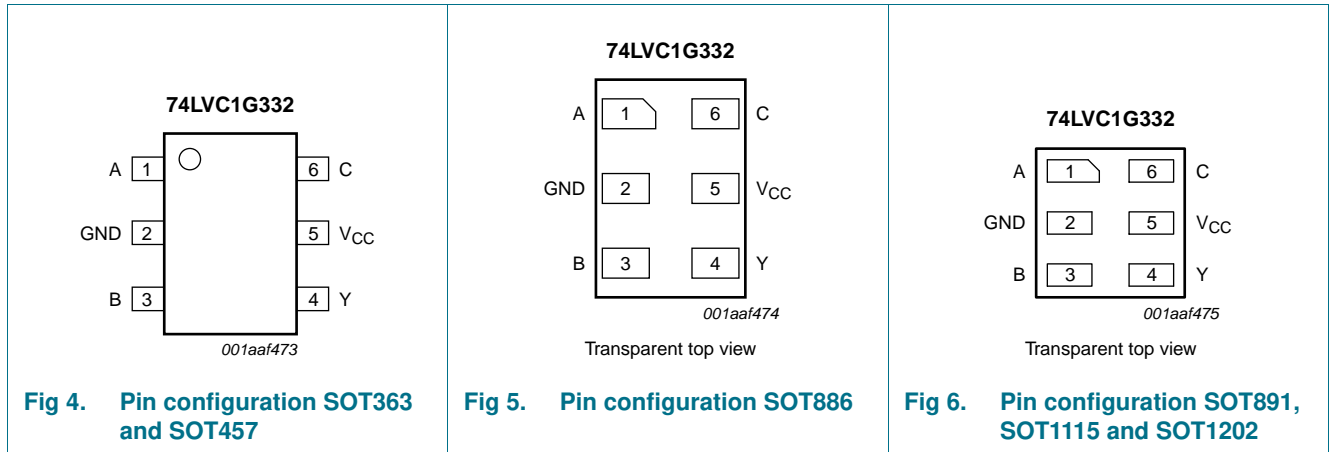 74LVC1G332
A 1 6 C
GND 2 5 VCC
B 3 4 Y
001aaf473
Fig 4. Pin configuration SOT363
and SOT457
74LVC1G332
A 1 6 C
GND 2 5 VCC
B 3 4 Y
001aaf474
Transparent top view
Fig 5. Pin configuration SOT886
74LVC1G332
A 1 6 C
GND 2 5 VCC
B 3 4 Y
001aaf475
Transparent top view
Fig 6. Pin configuration SOT891,
SOT1115 and SOT1202